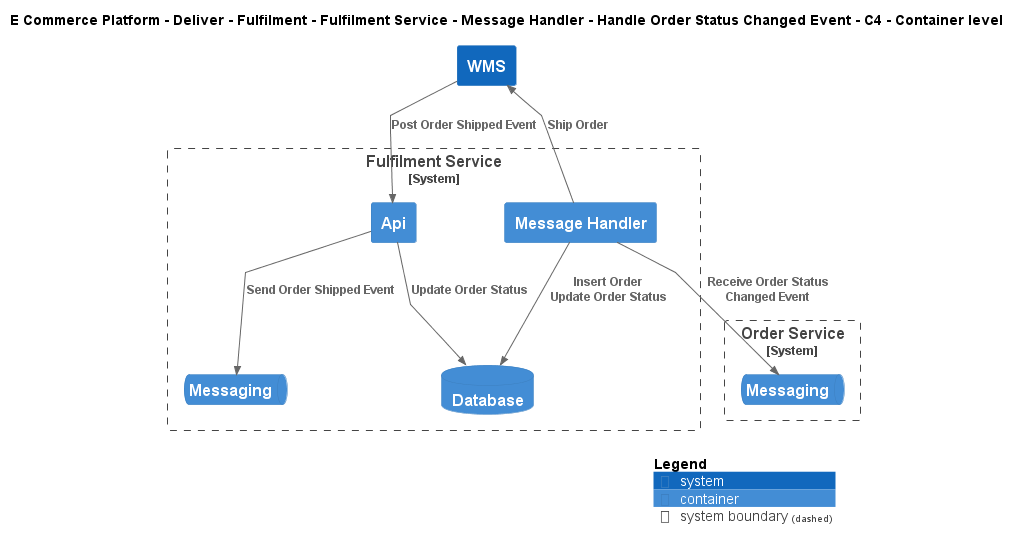 E Commerce Platform - Deliver - Fulfilment - Fulfilment Service - Message Handler - Handle Order Status Changed Event - C4 - Container level
WMS
Post Order Shipped Event
Ship Order
Fulfilment Service
[System]
Api
Message Handler
Send Order Shipped Event
Update Order Status
Insert Order
Update Order Status
Receive Order Status
Changed Event
Order Service
[System]
Messaging
Database
Messaging
Legend
system
container
system boundary (dashed)